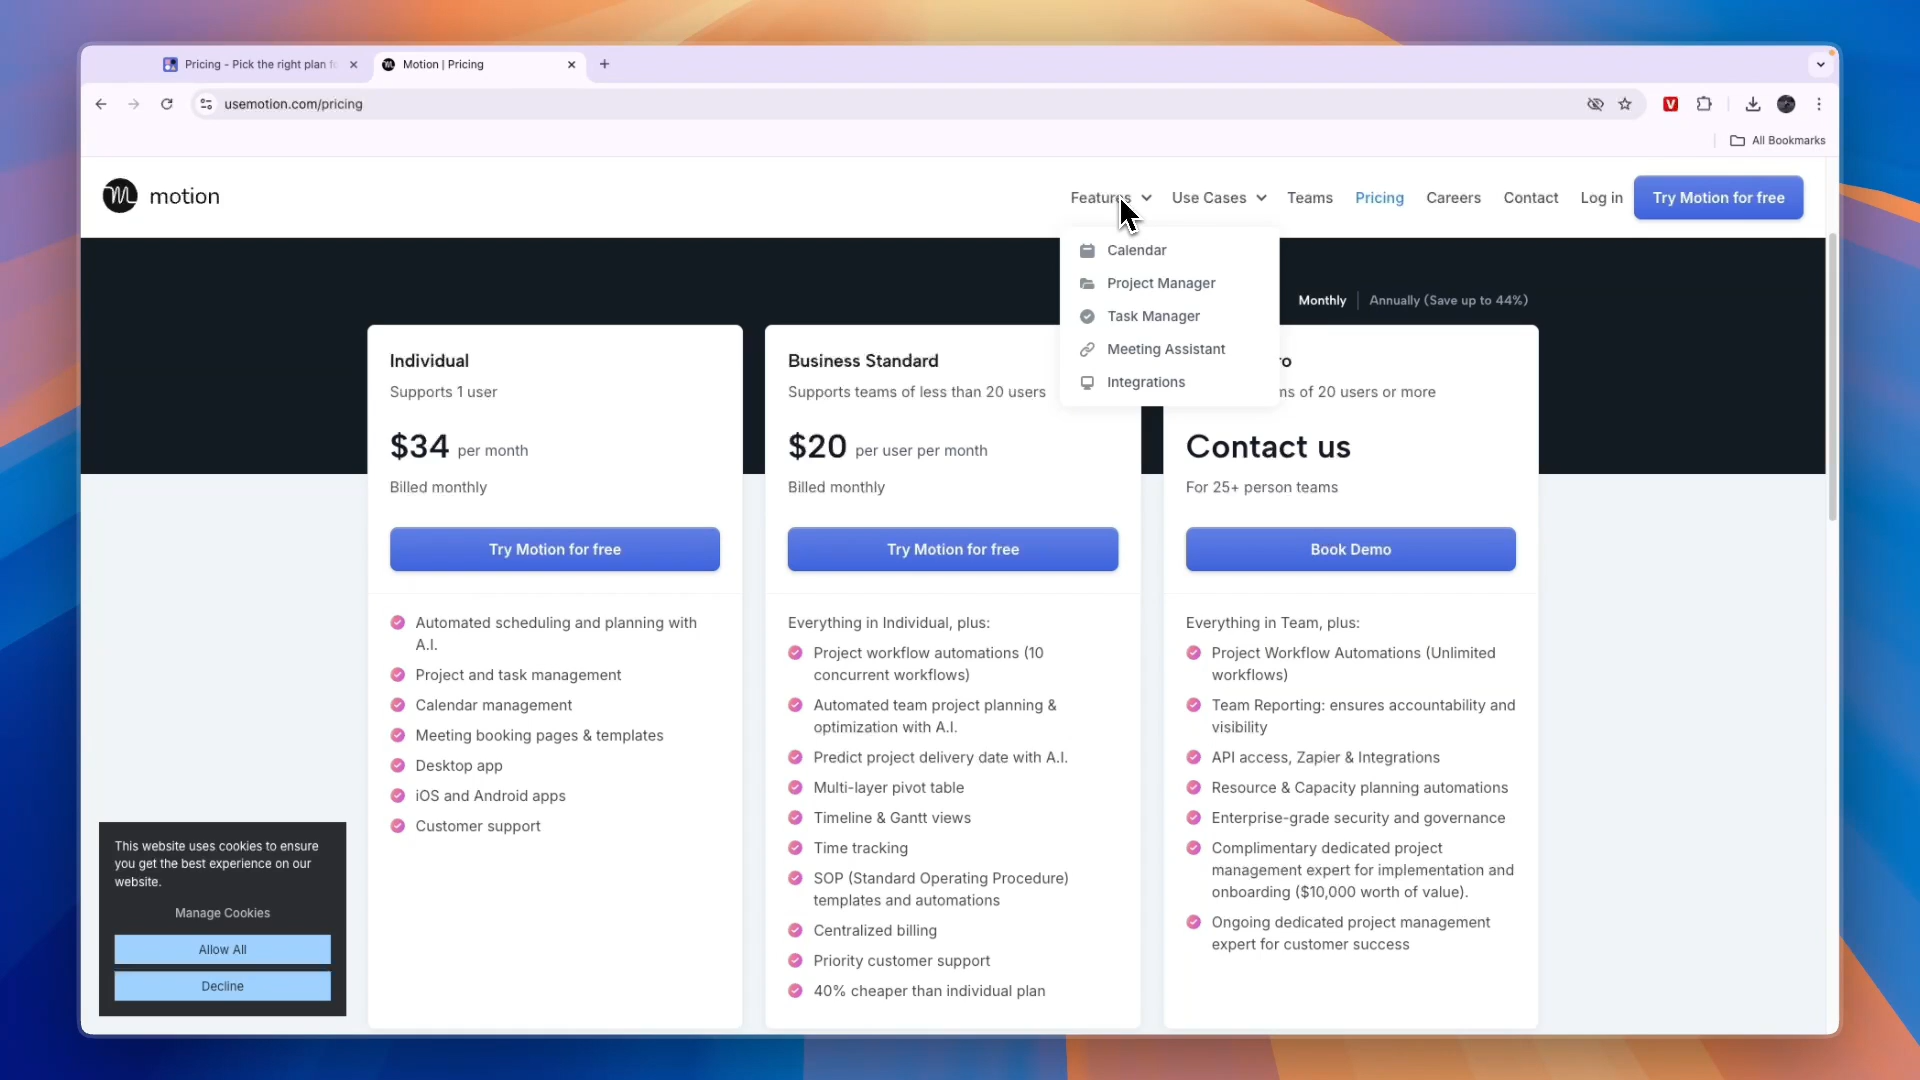 Pricing - Pick the right plan f
Motion | Pricing
usemotion.com/pricing
All Bookmarks
motion
Features
Use Cases
Teams
Pricing
Careers
Contact
Log in
Try Motion for free
Calendar
Project Manager
Task Manager
Meeting Assistant
Integrations
Monthly
Annually (Save up to 44%)
Individual
Supports 1 user
$34 per month
Billed monthly
Try Motion for free
Automated scheduling and planning with
A.I.
Project and task management
Calendar management
Meeting booking pages & templates
Desktop app
iOS and Android apps
Customer support
Business Standard
Supports teams of less than 20 users
$20 per user per month
Billed monthly
Try Motion for free
Everything in Individual, plus:
Project workflow automations (10
concurrent workflows)
Automated team project planning &
optimization with A.I.
Predict project delivery date with A.I.
Multi-layer pivot table
Timeline & Gantt views
Time tracking
SOP (Standard Operating Procedure)
templates and automations
Centralized billing
Priority customer support
40% cheaper than individual plan
ro
ms of 20 users or more
Contact us
For 25+ person teams
Book Demo
Everything in Team, plus:
Project Workflow Automations (Unlimited
workflows)
Team Reporting: ensures accountability and
visibility
API access, Zapier & Integrations
Resource & Capacity planning automations
Enterprise-grade security and governance
Complimentary dedicated project
management expert for implementation and
onboarding ($10,000 worth of value).
Ongoing dedicated project management
expert for customer success
This website uses cookies to ensure
you get the best experience on our
website.
Manage Cookies
Allow All
Decline